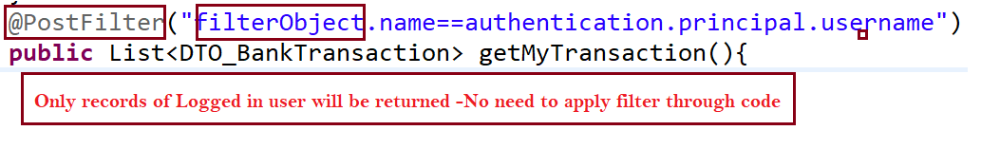 @PostFilter("filterObject.name==authentication.principal.username")
public List<DTO_BankTransaction> getMyTransaction(){
Only records of Logged in user will be returned -No need to apply filter through code